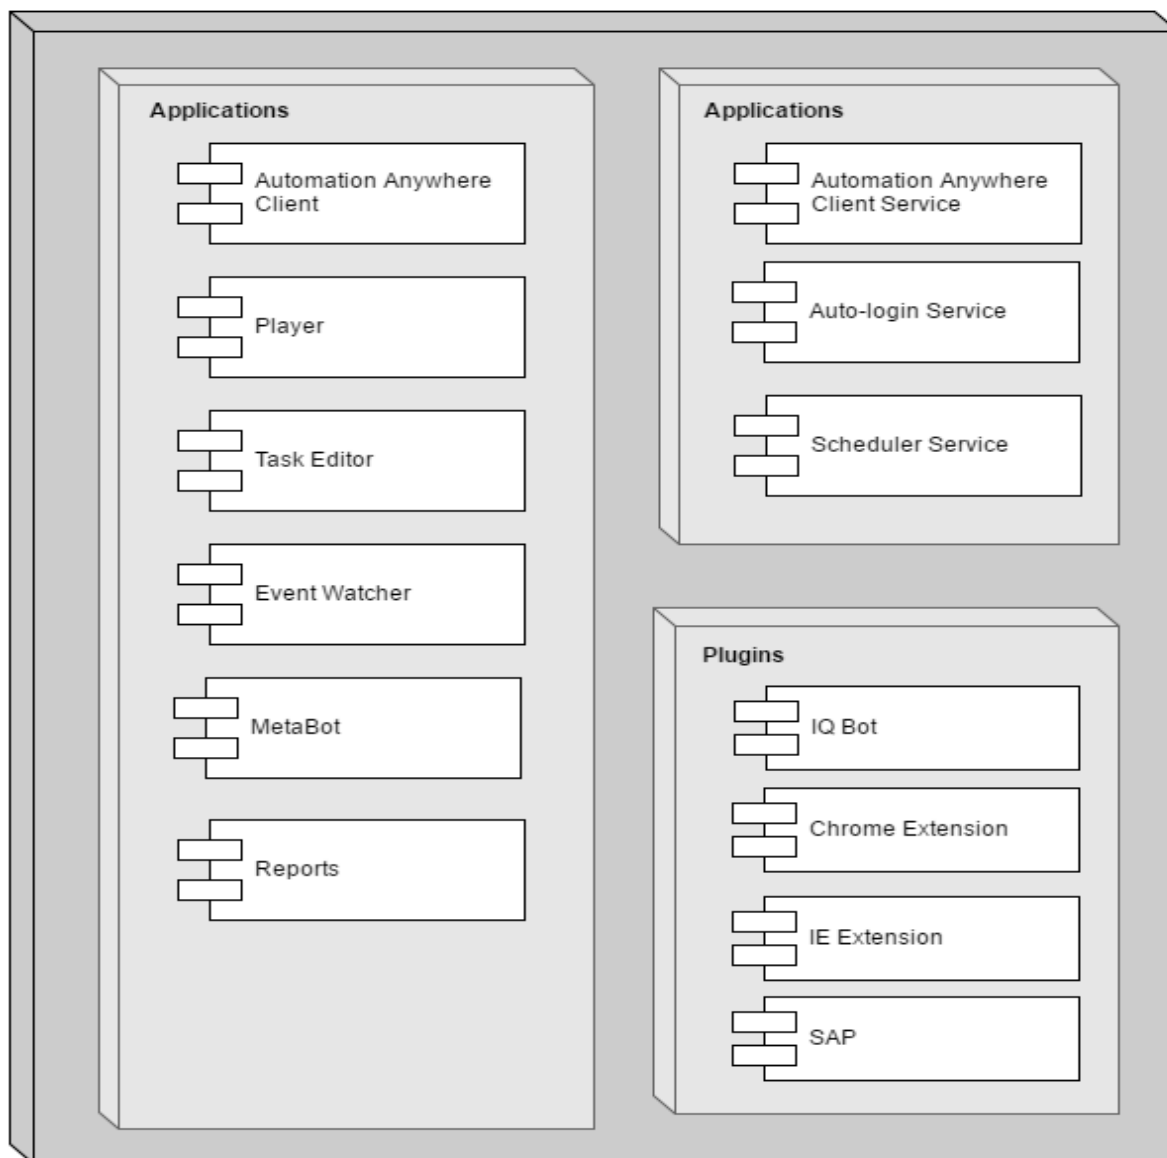 Applications
Automation Anywhere
Client
Player
Task Editor
Event Watcher
MetaBot
Reports
Applications
Automation Anywhere
Client Service
Auto-login Service
Scheduler Service
Plugins
IQ Bot
Chrome Extension
IE Extension
SAP